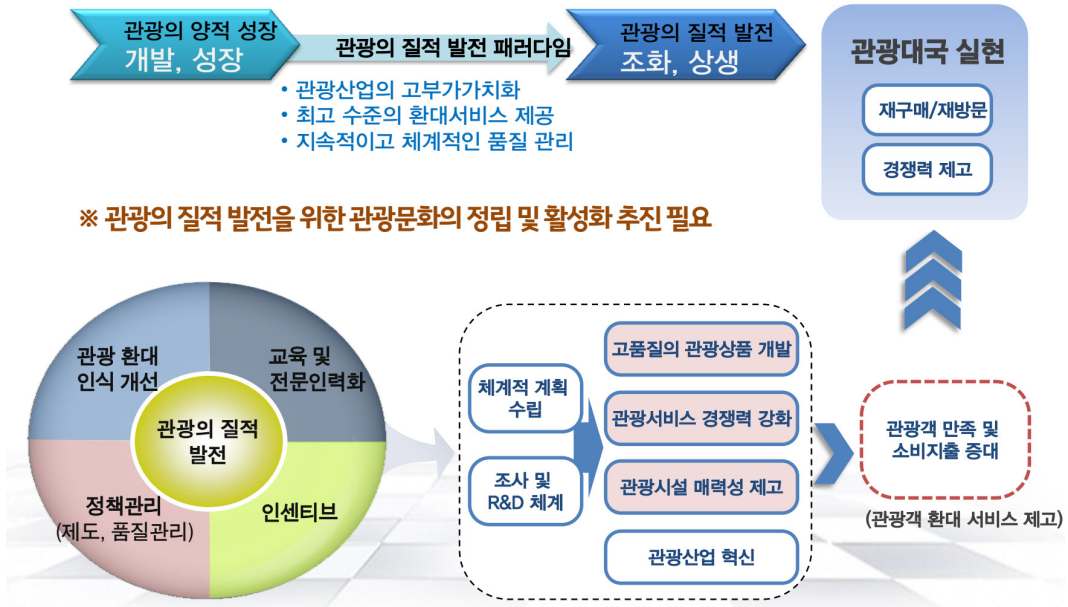 관광의 양적 성장
개발, 성장
관광의 질적 발전 패러다임
관광의 질적 발전
조화, 상생
• 관광산업의 고부가가치화
• 최고 수준의 환대서비스 제공
• 지속적이고 체계적인 품질 관리
관광대국 실현
재구매/재방문
경쟁력 제고
※ 관광의 질적 발전을 위한 관광문화의 정립 및 활성화 추진 필요
관광 환대
인식 개선
교육 및
전문인력화
관광의 질적
발전
정책관리
(제도, 품질관리)
인센티브
체계적 계획
수립
조사 및
R&D 체계
고품질의 관광상품 개발
관광서비스 경쟁력 강화
관광시설 매력성 제고
관광산업 혁신
관광객 만족 및
소비지출 증대
(관광객 환대 서비스 제고)